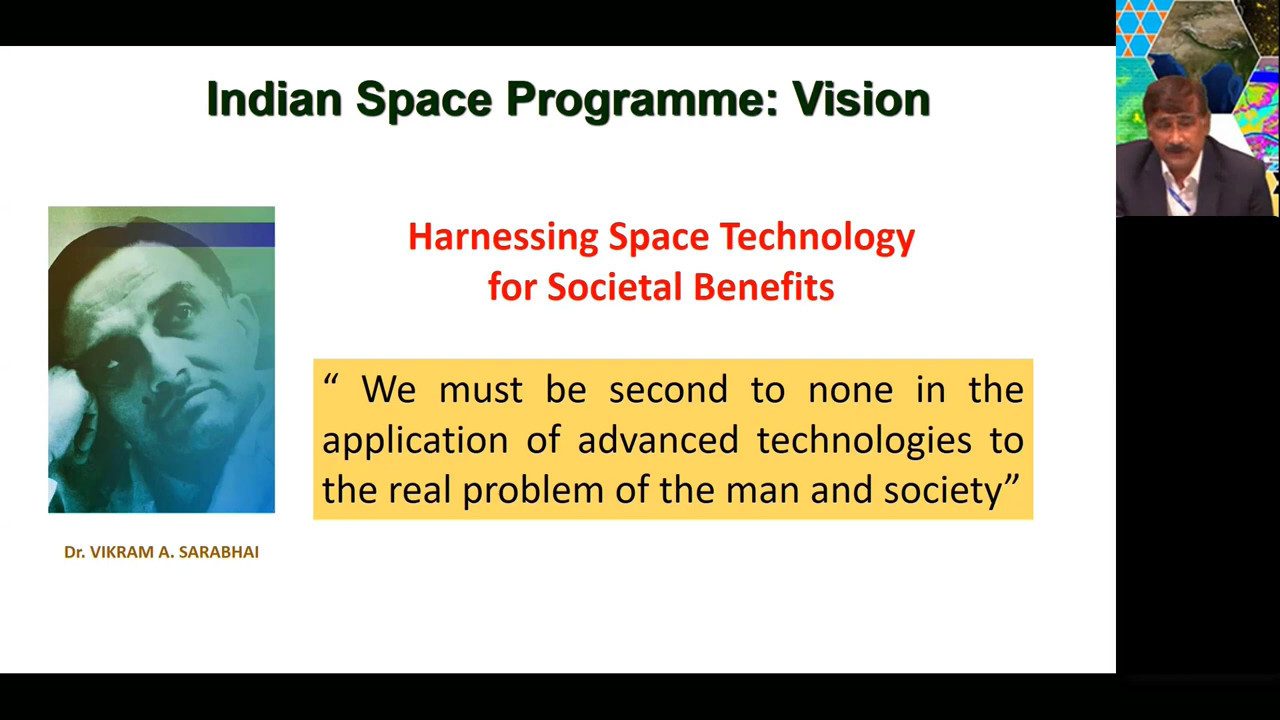 Indian Space Programme: Vision
Harnessing Space Technology
for Societal Benefits
“ We must be second to none in the
application of advanced technologies to
the real problem of the man and society”
Dr. VIKRAM A. SARABHAI